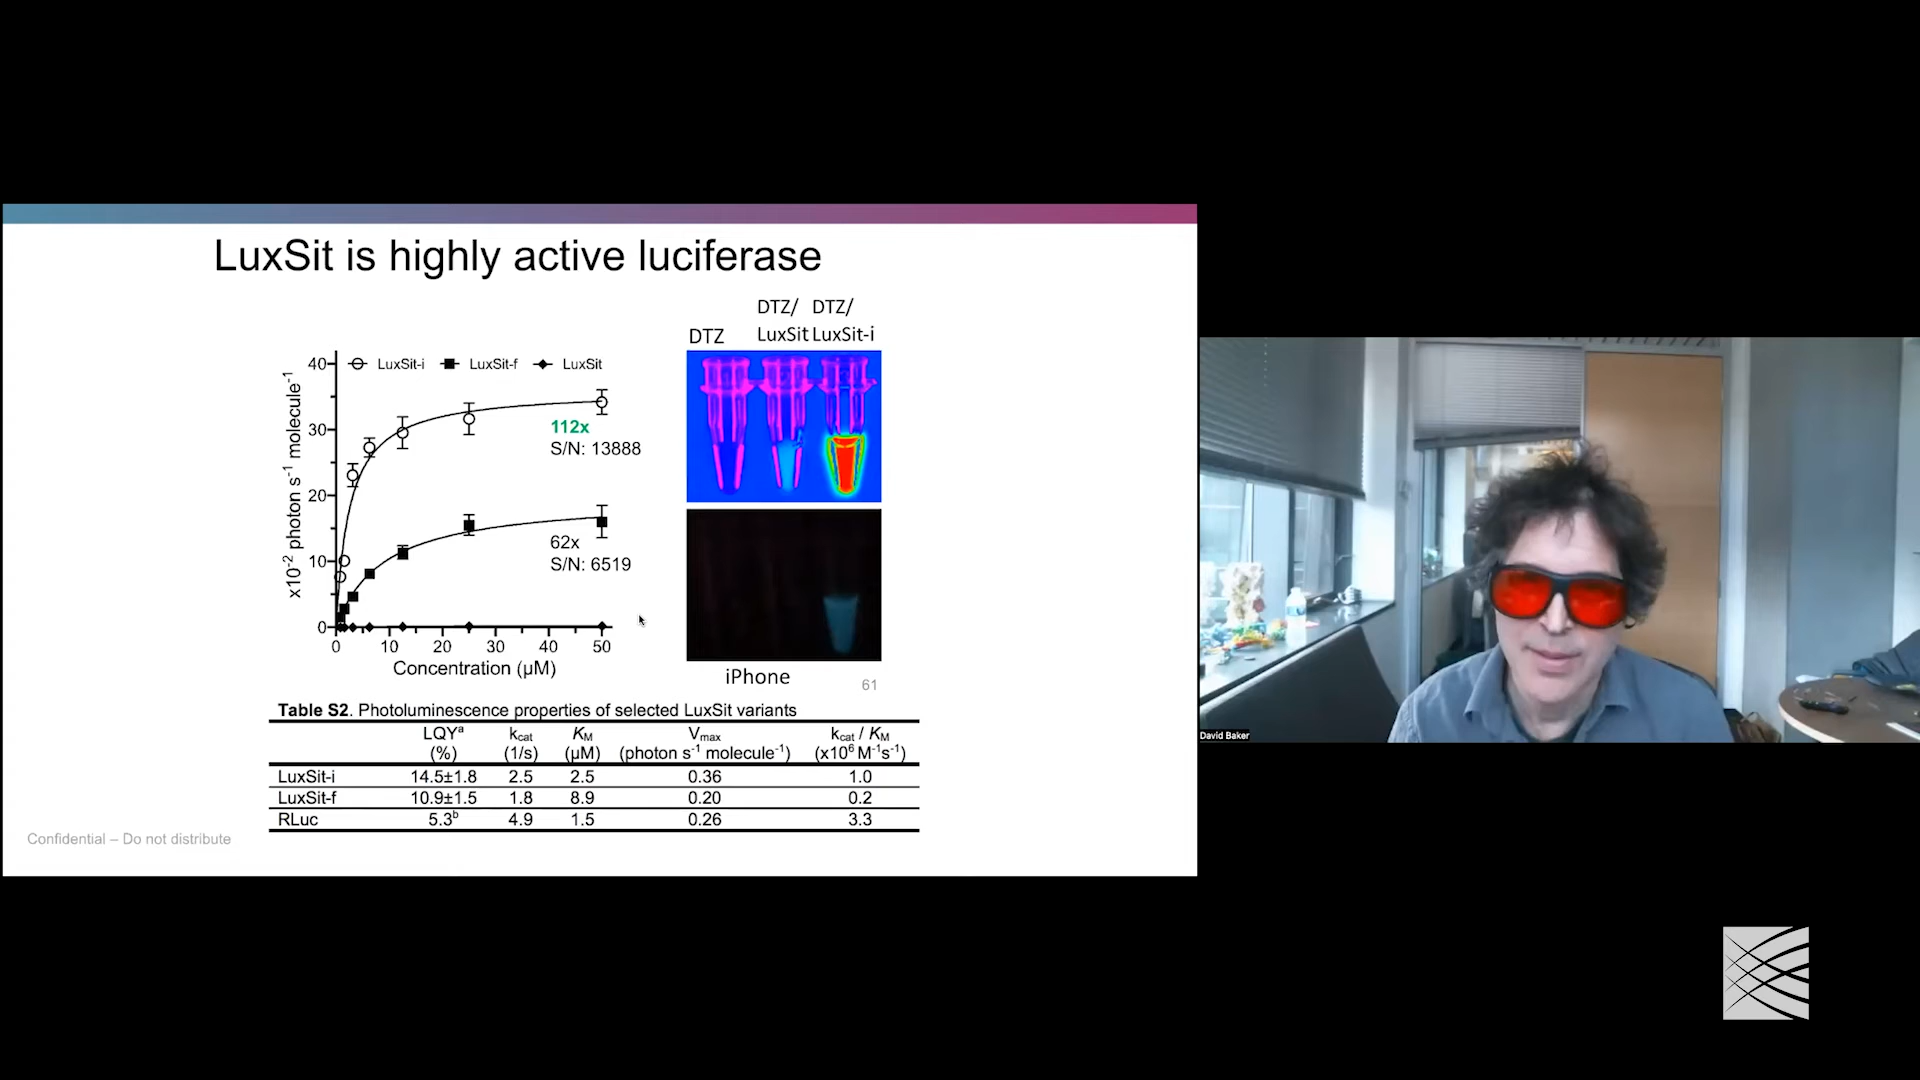 LuxSit is highly active luciferase
LuxSit-i LuxSit-f LuxSit
x10⁻² photon s⁻¹ molecule⁻¹
40
30
20
10
0
0 10 20 30 40 50
Concentration (µM)
112x
S/N: 13888
62x
S/N: 6519
DTZ
DTZ/
LuxSit
DTZ/
LuxSit-i
iPhone
61
Table S2. Photoluminescence properties of selected LuxSit variants
LQYᵃ kcat KM Vmax kcat / KM
(%) (1/s) (µM) (photon s⁻¹ molecule⁻¹) (x10⁶ M⁻¹s⁻¹)
LuxSit-i 14.5±1.8 2.5 2.5 0.36 1.0
LuxSit-f 10.9±1.5 1.8 8.9 0.20 0.2
RLuc 5.3ᵇ 4.9 1.5 0.26 3.3
Confidential – Do not distribute
David Baker